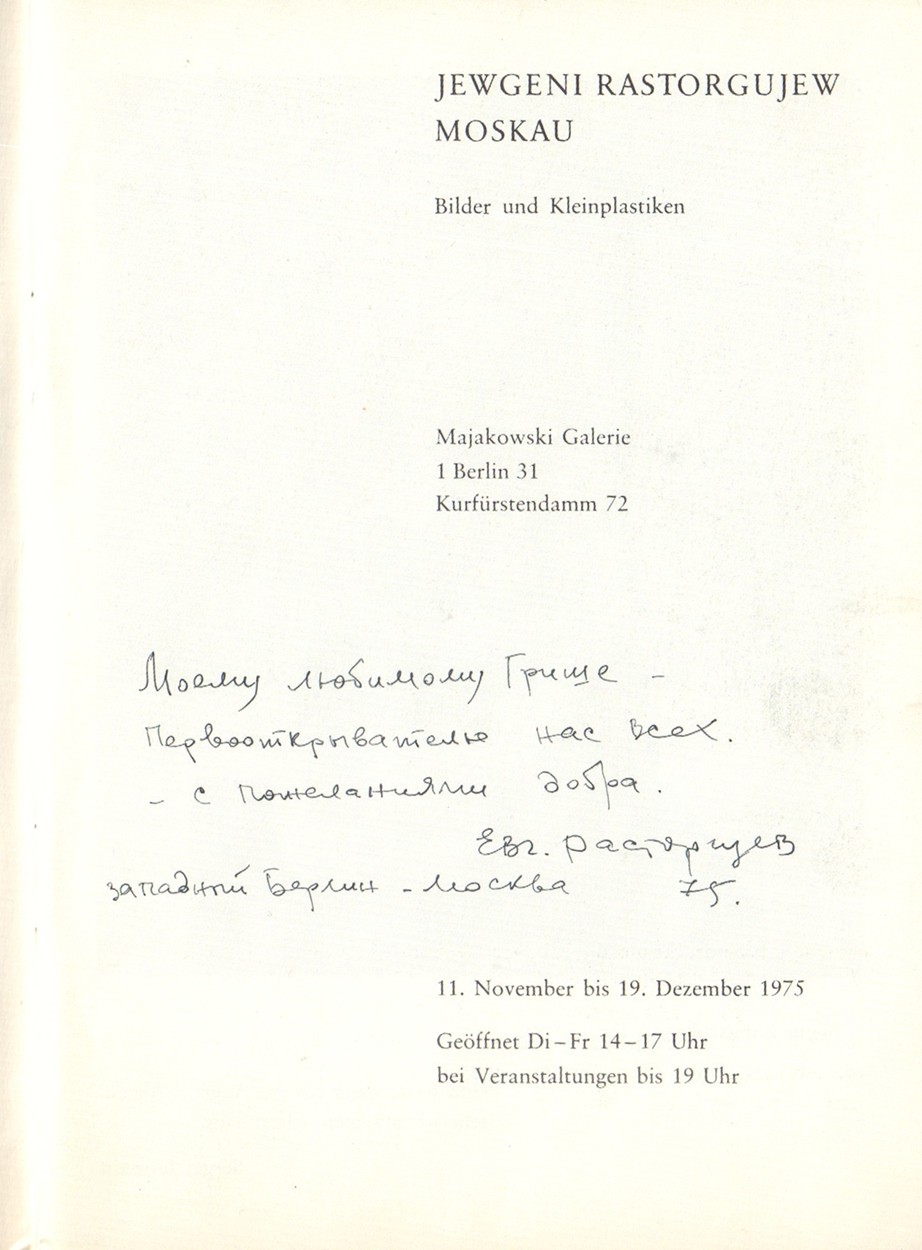 JEWGENI RASTORGUJEW
MOSKAU
Bilder und Kleinplastiken
Majakowski Galerie
1 Berlin 31
Kurfürstendamm 72
Моему любимому Грише –
Первооткрывателю нас всех.
– с пожеланиями добра.
Евг. Расторгуев
западный Берлин – Москва 75.
11. November bis 19. Dezember 1975
Geöffnet Di – Fr 14 – 17 Uhr
bei Veranstaltungen bis 19 Uhr